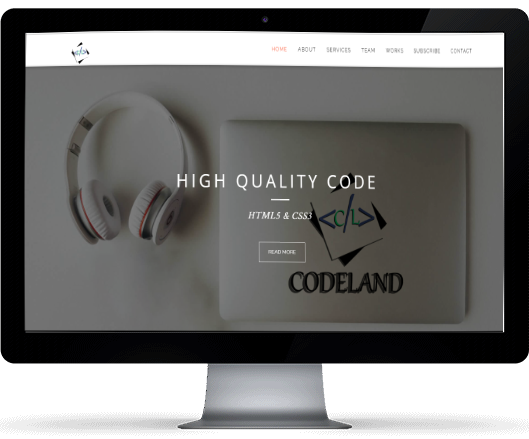 HOME ABOUT SERVICES TEAM WORKS SUBSCRIBE CONTACT
HIGH QUALITY CODE
HTML5 & CSS3
READ MORE
<C/L>
CODELAND